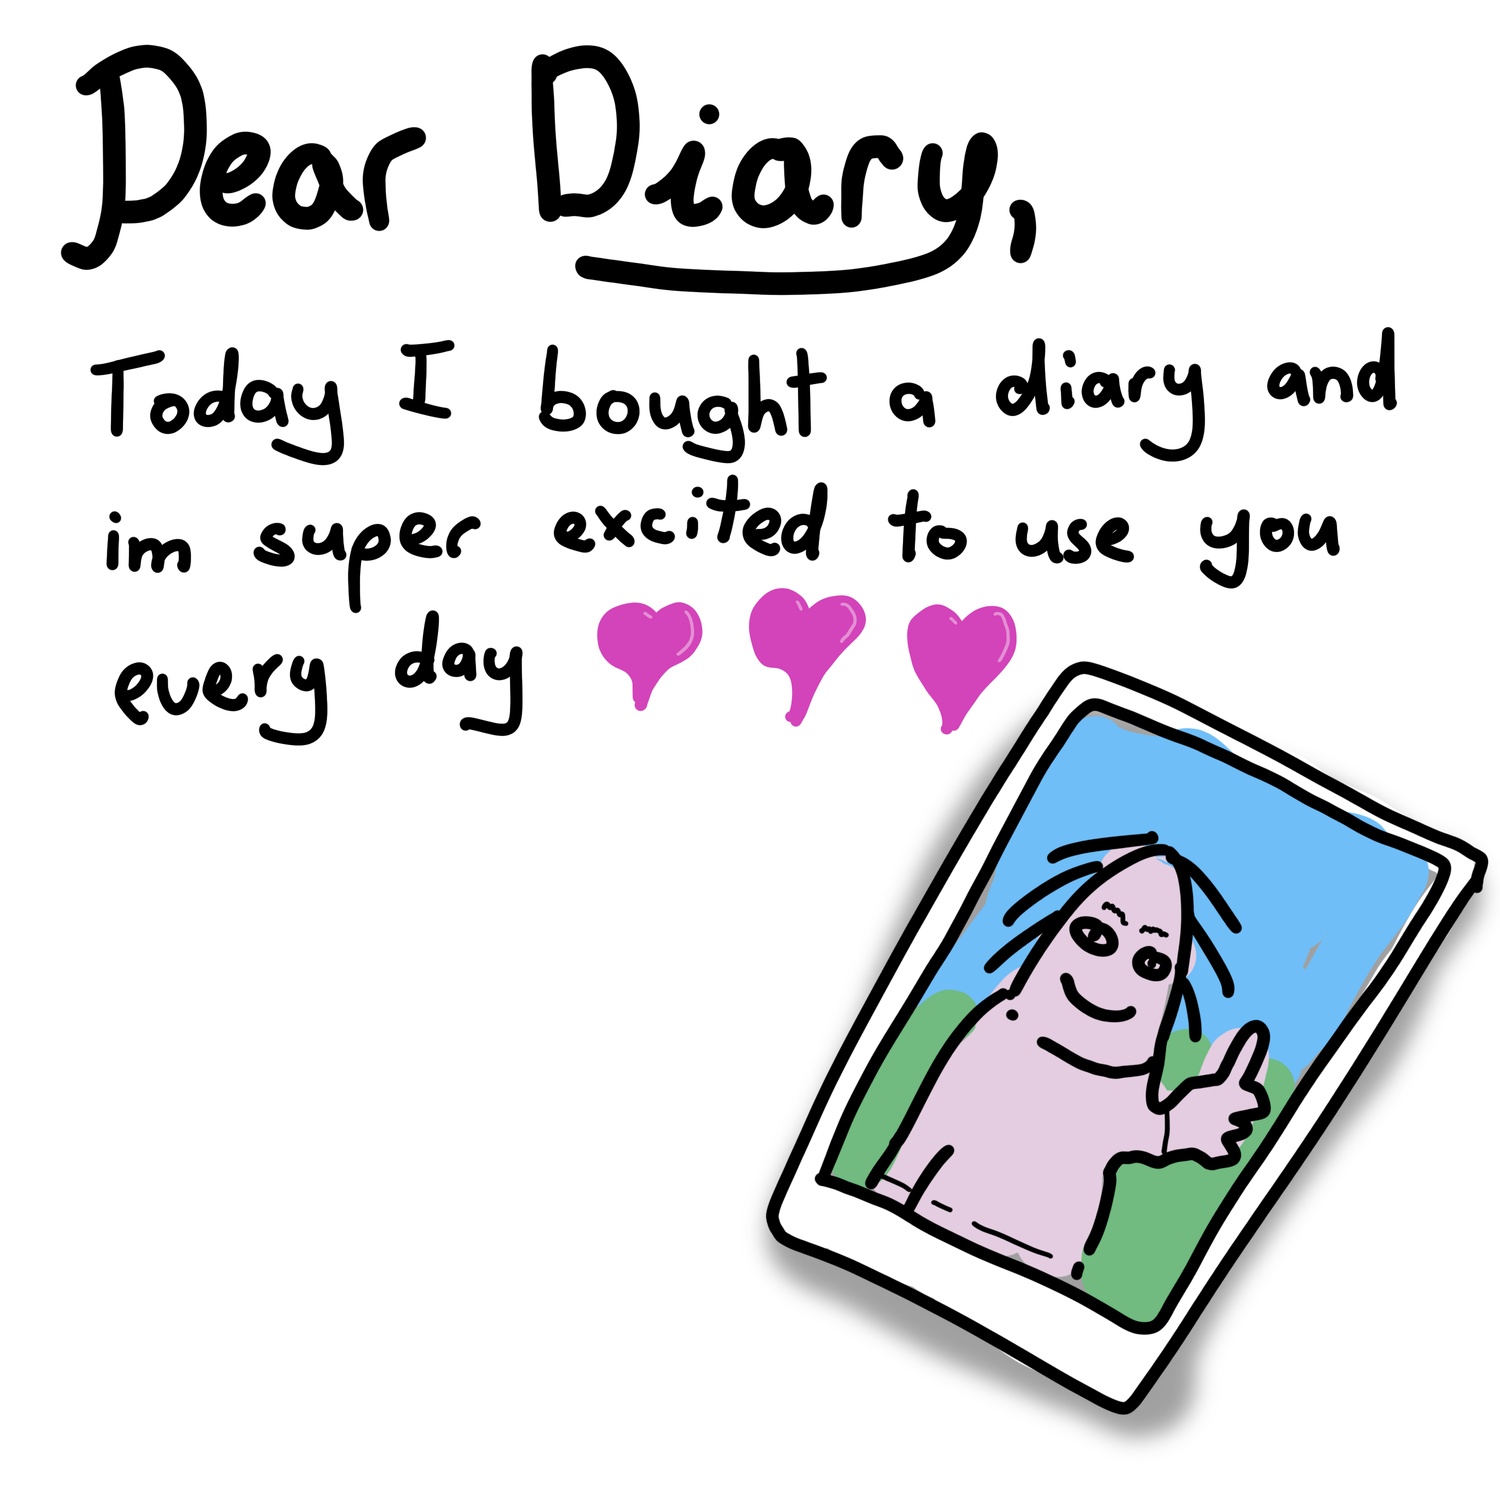 Dear Diary,
Today I bought a diary and
im super excited to use you
every day